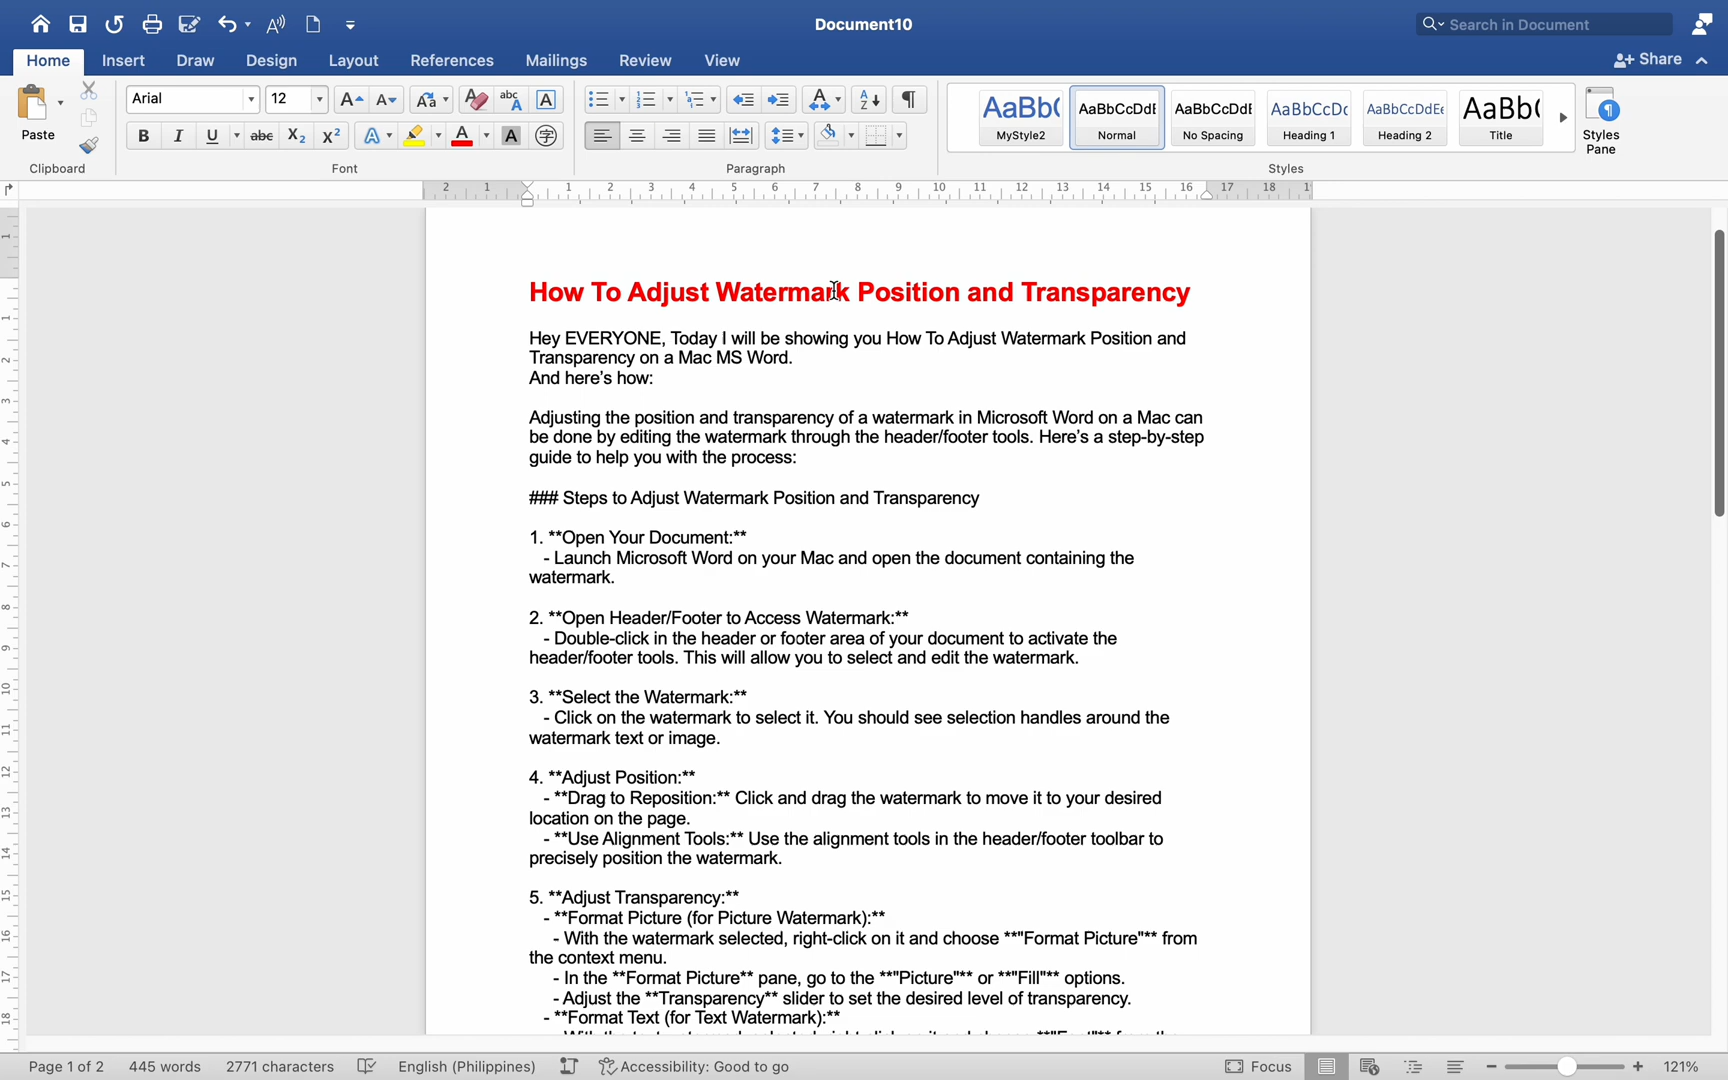 Document10
Search in Document
Home Insert Draw Design Layout References Mailings Review View
Share
Paste
Arial 12
MyStyle2 Normal No Spacing Heading 1 Heading 2 Title
Styles Pane
Clipboard Font Paragraph Styles
How To Adjust Watermark Position and Transparency
Hey EVERYONE, Today I will be showing you How To Adjust Watermark Position and
Transparency on a Mac MS Word.
And here's how:
Adjusting the position and transparency of a watermark in Microsoft Word on a Mac can
be done by editing the watermark through the header/footer tools. Here's a step-by-step
guide to help you with the process:
### Steps to Adjust Watermark Position and Transparency
1. **Open Your Document:**
- Launch Microsoft Word on your Mac and open the document containing the
watermark.
2. **Open Header/Footer to Access Watermark:**
- Double-click in the header or footer area of your document to activate the
header/footer tools. This will allow you to select and edit the watermark.
3. **Select the Watermark:**
- Click on the watermark to select it. You should see selection handles around the
watermark text or image.
4. **Adjust Position:**
- **Drag to Reposition:** Click and drag the watermark to move it to your desired
location on the page.
- **Use Alignment Tools:** Use the alignment tools in the header/footer toolbar to
precisely position the watermark.
5. **Adjust Transparency:**
- **Format Picture (for Picture Watermark):**
- With the watermark selected, right-click on it and choose **"Format Picture"** from
the context menu.
- In the **Format Picture** pane, go to the **"Picture"** or **"Fill"** options.
- Adjust the **Transparency** slider to set the desired level of transparency.
- **Format Text (for Text Watermark):**
Page 1 of 2 445 words 2771 characters English (Philippines) Accessibility: Good to go Focus 121%